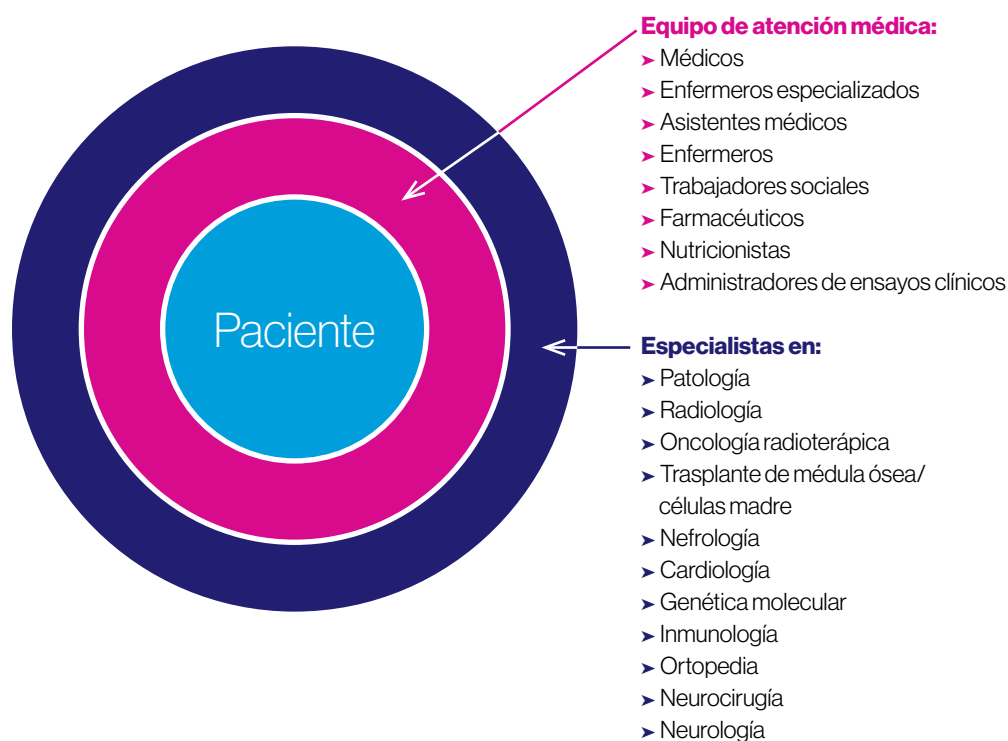 Equipo de atención médica:
➤ Médicos
➤ Enfermeros especializados
➤ Asistentes médicos
➤ Enfermeros
➤ Trabajadores sociales
➤ Farmacéuticos
➤ Nutricionistas
➤ Administradores de ensayos clínicos
Paciente
Especialistas en:
➤ Patología
➤ Radiología
➤ Oncología radioterápica
➤ Trasplante de médula ósea/
células madre
➤ Nefrología
➤ Cardiología
➤ Genética molecular
➤ Inmunología
➤ Ortopedia
➤ Neurocirugía
➤ Neurología